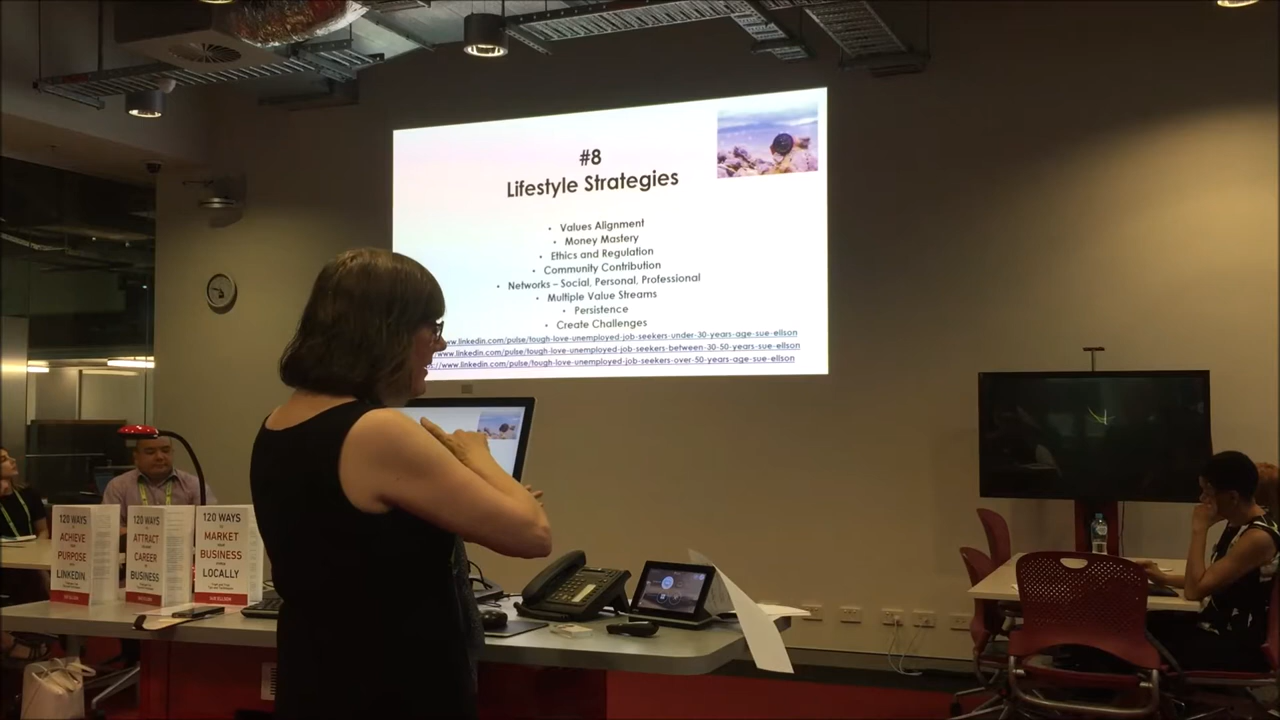 #8
Lifestyle Strategies
• Values Alignment
• Money Mastery
• Ethics and Regulation
• Community Contribution
• Networks – Social, Personal, Professional
• Multiple Value Streams
• Persistence
• Create Challenges
www.linkedin.com/pulse/tough-love-unemployed-job-seekers-under-30-years-age-sue-ellson
/www.linkedin.com/pulse/tough-love-unemployed-job-seekers-between-30-50-years-sue-ellson
://www.linkedin.com/pulse/tough-love-unemployed-job-seekers-over-50-years-age-sue-ellson
120 WAYS
ACHIEVE
PURPOSE
LINKEDIN
120 WAYS
ATTRACT
CAREER
BUSINESS
120 WAYS
TO
MARKET
YOUR
BUSINESS
LOCALLY
SUE ELLSON